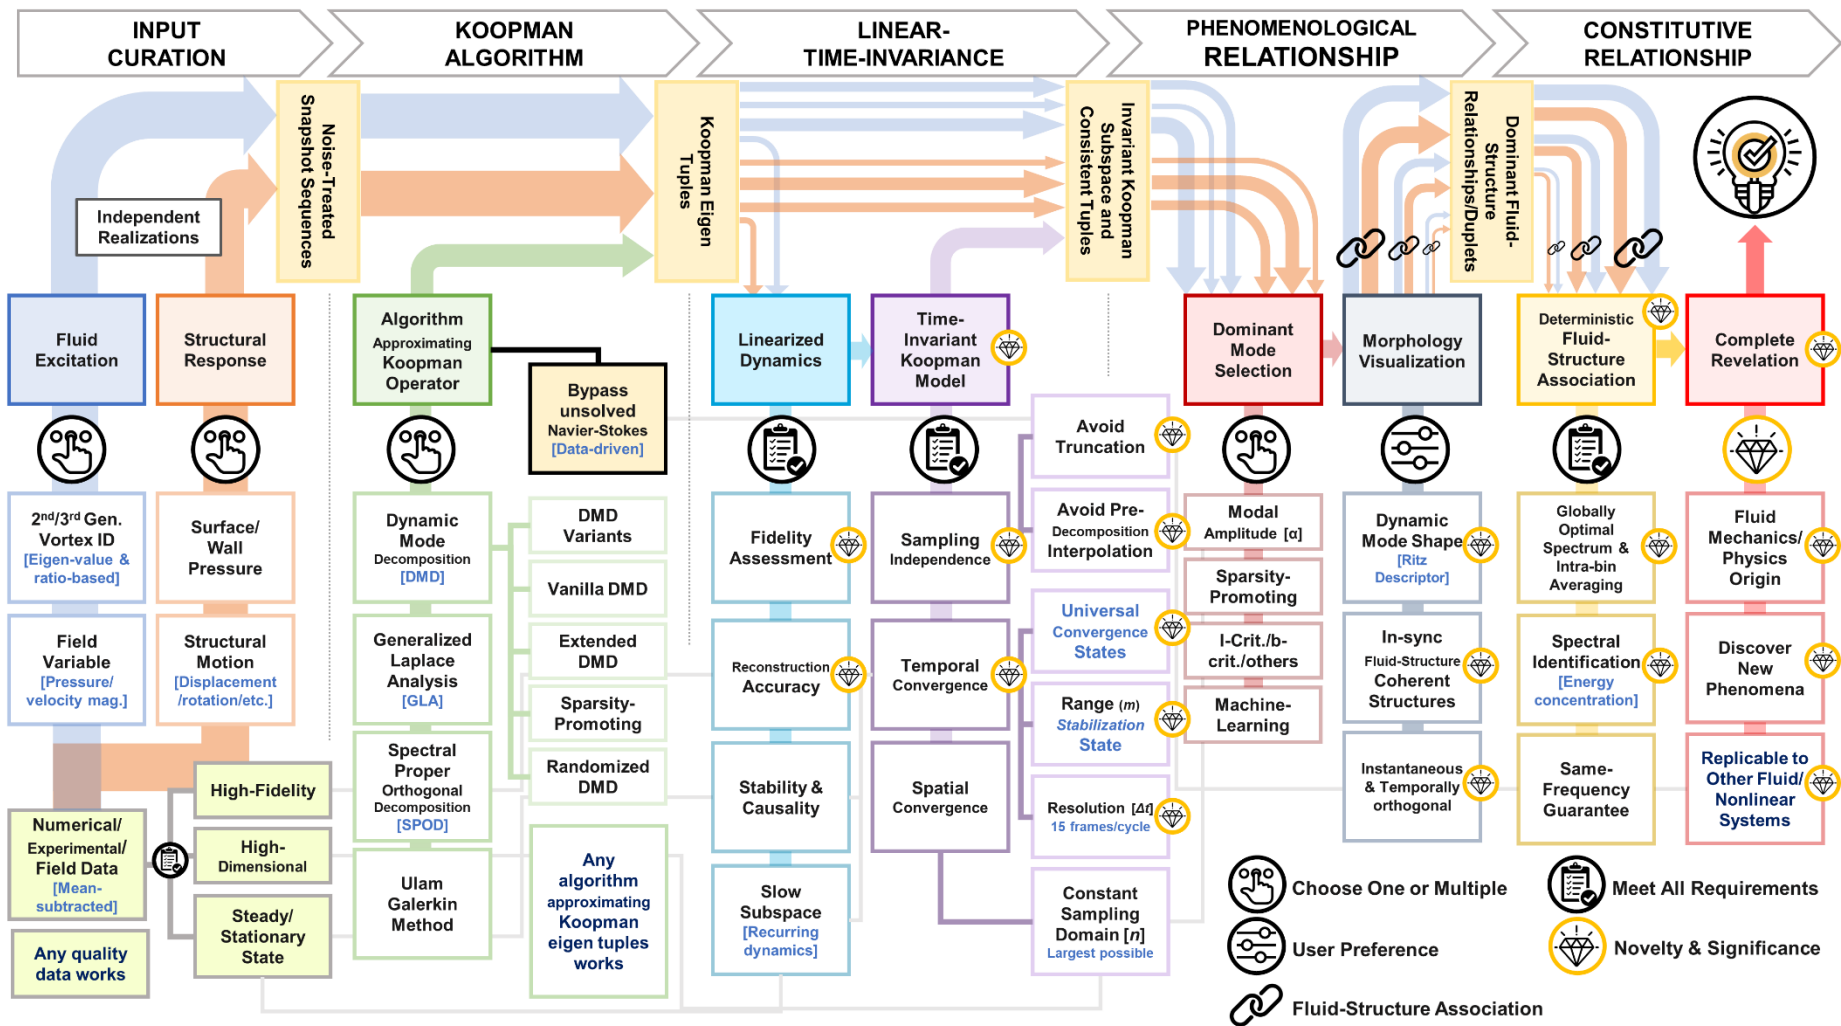 INPUT
CURATION
KOOPMAN
ALGORITHM
LINEAR-
TIME-INVARIANCE
PHENOMENOLOGICAL
RELATIONSHIP
CONSTITUTIVE
RELATIONSHIP
Noise-Treated
Snapshot Sequences
Koopman Eigen
Tuples
Invariant Koopman
Subspace and
Consistent Tuples
Dominant Fluid-
Structure
Relationships/Duplets
Independent
Realizations
Fluid
Excitation
Structural
Response
Algorithm
Approximating
Koopman
Operator
Bypass
unsolved
Navier-Stokes
[Data-driven]
Linearized
Dynamics
Time-
Invariant
Koopman
Model
Dominant
Mode
Selection
Morphology
Visualization
Deterministic
Fluid-
Structure
Association
Complete
Revelation
2nd/3rd Gen.
Vortex ID
[Eigen-value &
ratio-based]
Field
Variable
[Pressure/
velocity mag.]
Surface/
Wall
Pressure
Structural
Motion
[Displacement
/rotation/etc.]
Numerical/
Experimental/
Field Data
[Mean-
subtracted]
Any quality
data works
High-Fidelity
High-
Dimensional
Steady/
Stationary
State
Dynamic
Mode
Decomposition
[DMD]
Generalized
Laplace
Analysis
[GLA]
Spectral
Proper
Orthogonal
Decomposition
[SPOD]
Ulam
Galerkin
Method
DMD
Variants
Vanilla DMD
Extended
DMD
Sparsity-
Promoting
Randomized
DMD
Any
algorithm
approximating
Koopman
eigen tuples
works
Fidelity
Assessment
Reconstruction
Accuracy
Stability &
Causality
Slow
Subspace
[Recurring
dynamics]
Sampling
Independence
Temporal
Convergence
Spatial
Convergence
Avoid
Truncation
Avoid Pre-
Decomposition
Interpolation
Universal
Convergence
States
Range (m)
Stabilization
State
Resolution [Δt]
15 frames/cycle
Constant
Sampling
Domain [n]
Largest possible
Modal
Amplitude [α]
Sparsity-
Promoting
I-Crit./b-
crit./others
Machine-
Learning
Dynamic
Mode Shape
[Ritz
Descriptor]
In-sync
Fluid-Structure
Coherent
Structures
Instantaneous
& Temporally
orthogonal
Globally
Optimal
Spectrum &
Intra-bin
Averaging
Spectral
Identification
[Energy
concentration]
Same-
Frequency
Guarantee
Fluid
Mechanics/
Physics
Origin
Discover
New
Phenomena
Replicable to
Other Fluid/
Nonlinear
Systems
Choose One or Multiple
Meet All Requirements
User Preference
Novelty & Significance
Fluid-Structure Association